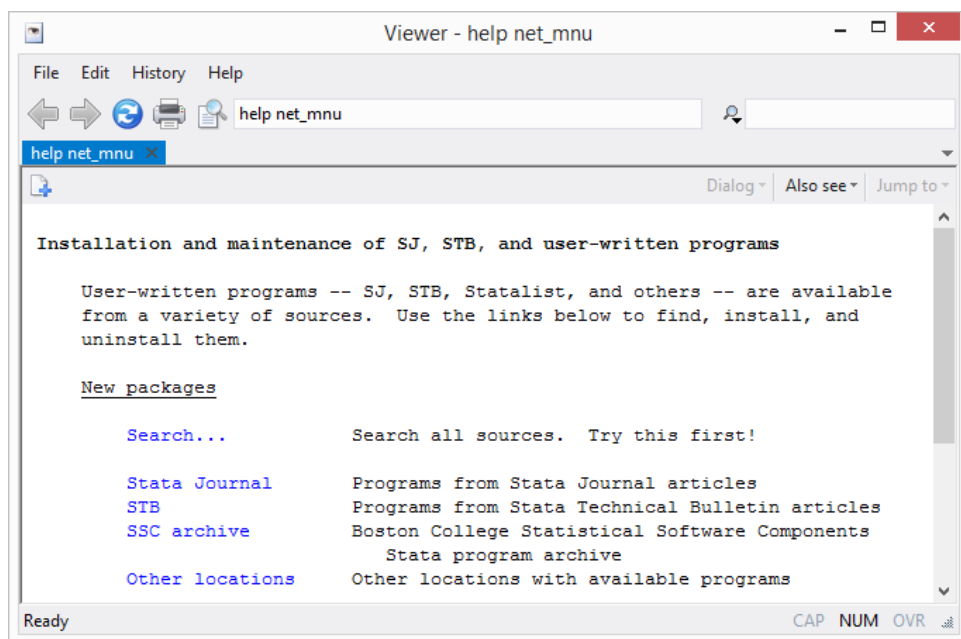 Viewer - help net_mnu
File Edit History Help
help net_mnu
help net_mnu
Dialog Also see Jump to
Installation and maintenance of SJ, STB, and user-written programs
User-written programs -- SJ, STB, Statalist, and others -- are available
from a variety of sources. Use the links below to find, install, and
uninstall them.
New packages
Search... Search all sources. Try this first!
Stata Journal Programs from Stata Journal articles
STB Programs from Stata Technical Bulletin articles
SSC archive Boston College Statistical Software Components
Stata program archive
Other locations Other locations with available programs
Ready CAP NUM OVR